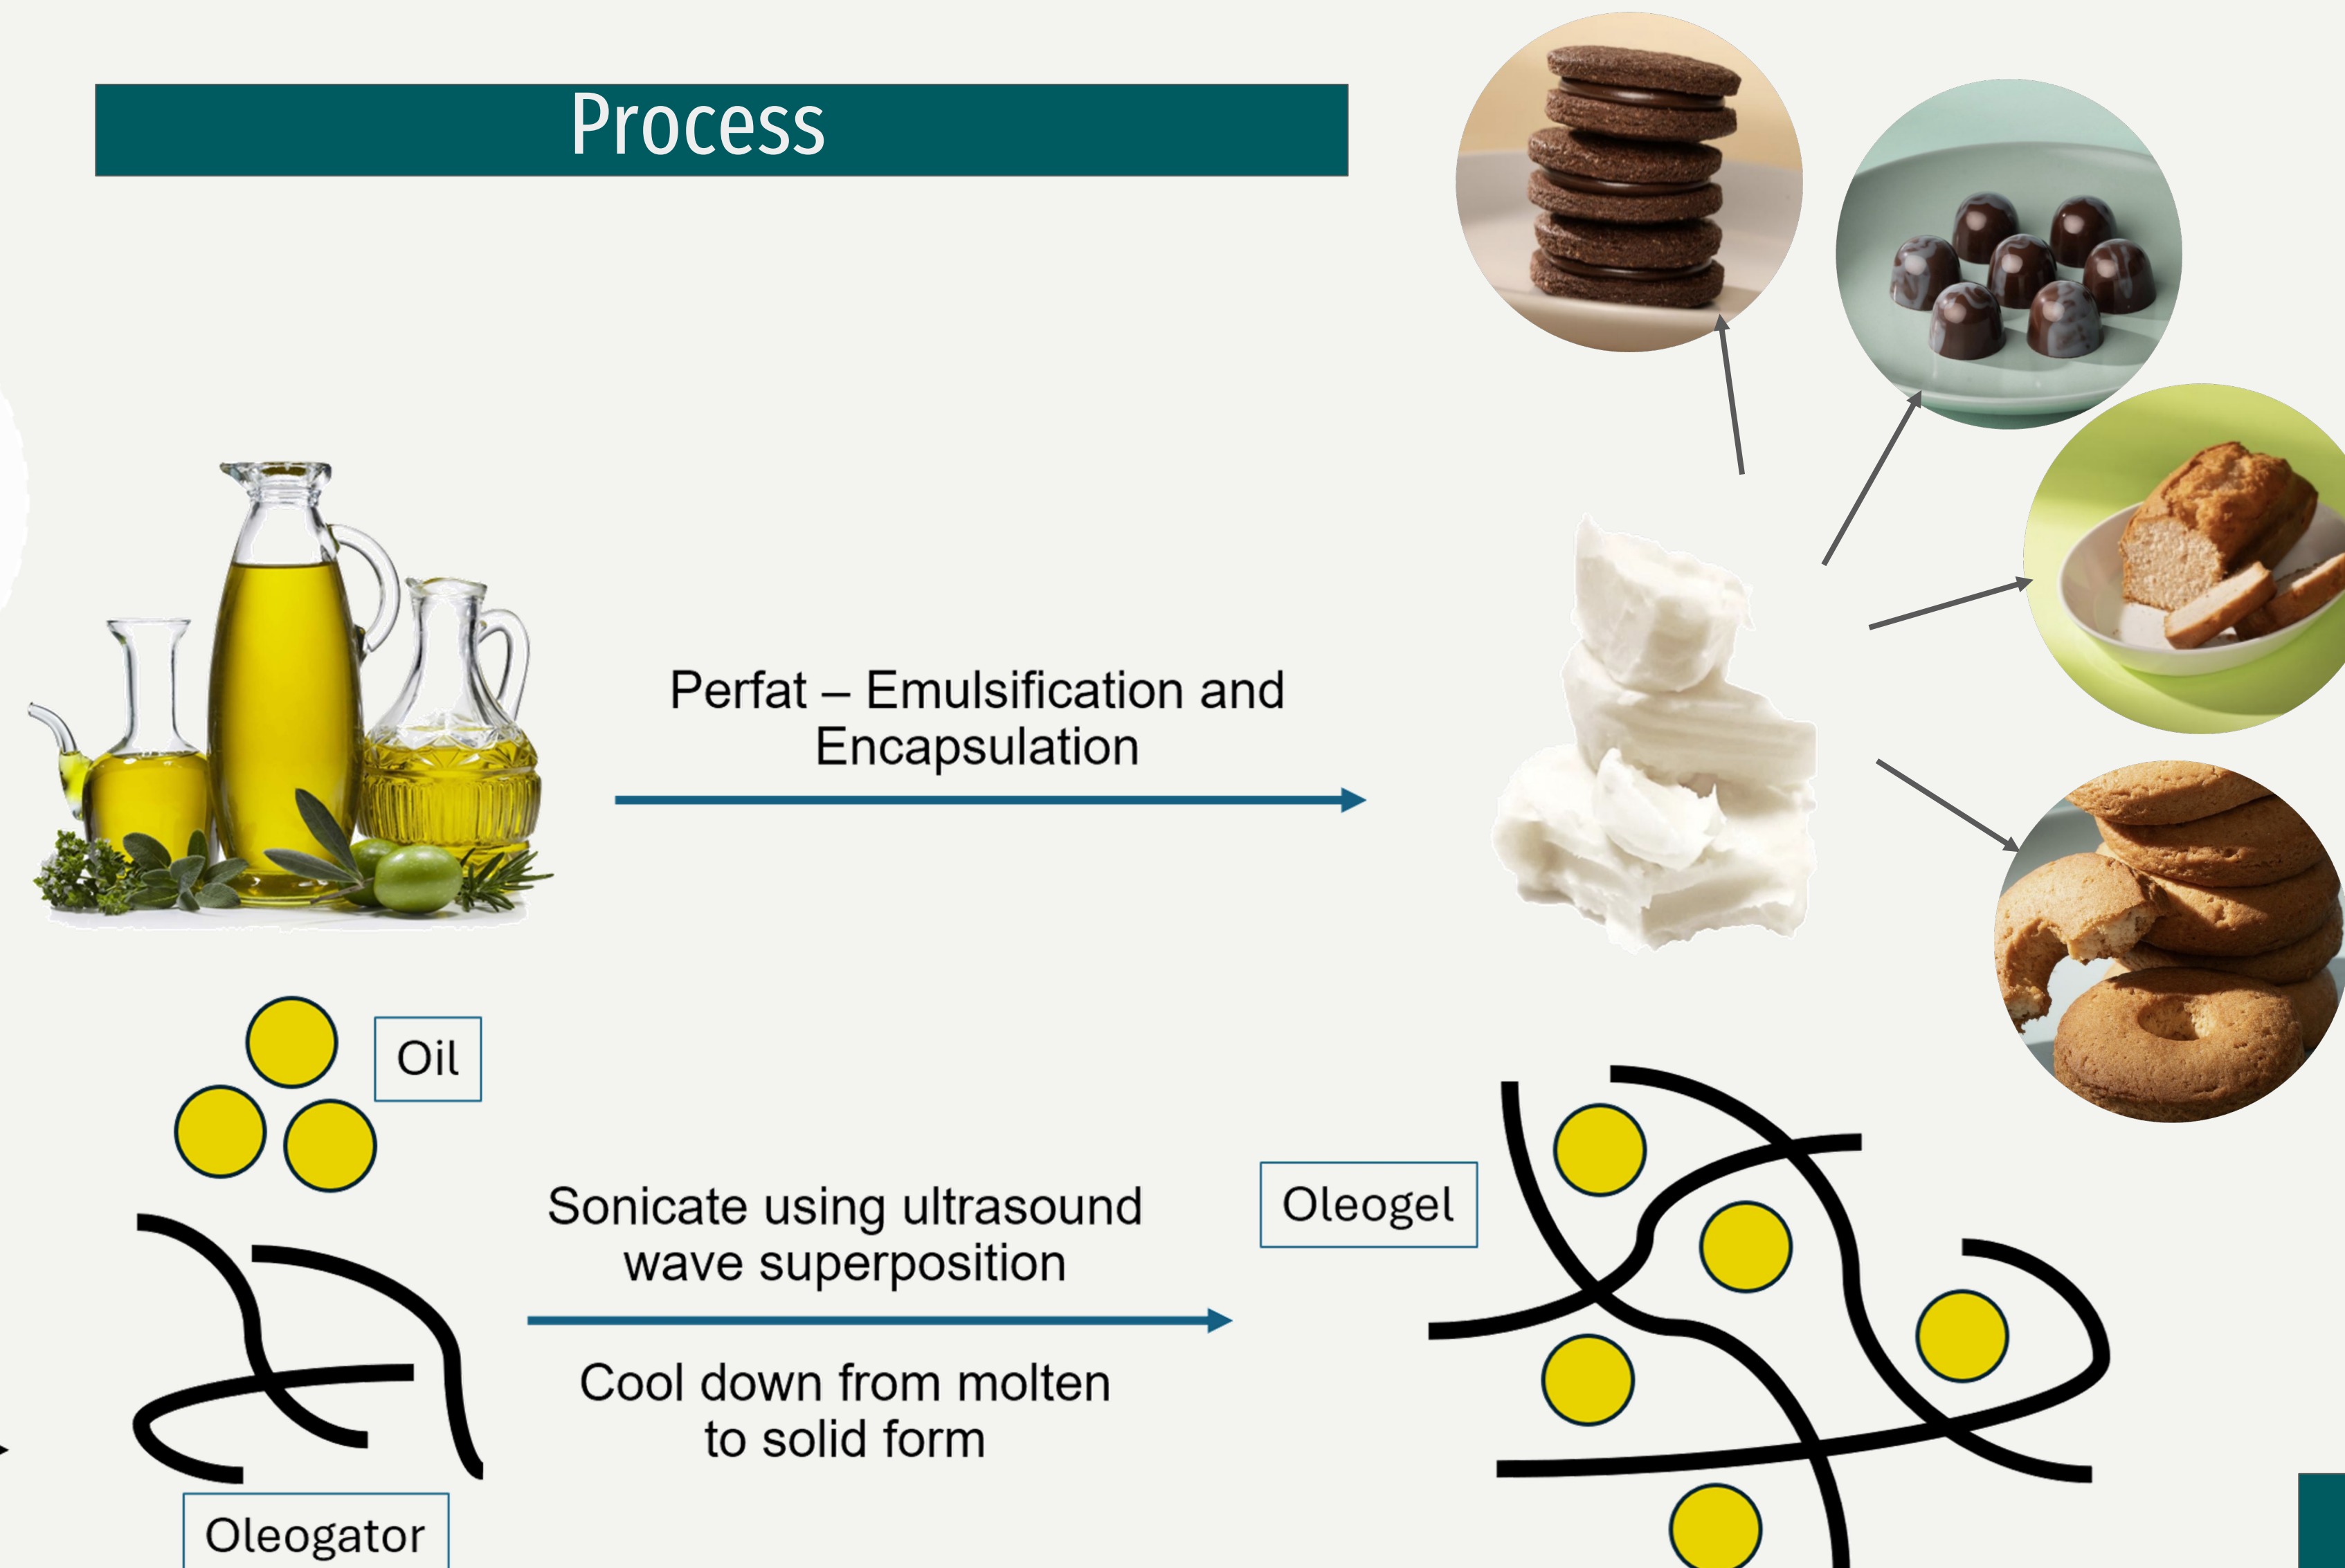 Process
Perfat – Emulsification and
Encapsulation
Oil
Sonicate using ultrasound
wave superposition
Oleogel
Cool down from molten
to solid form
Oleogator